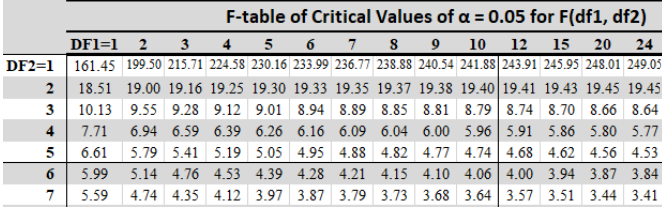 F-table of Critical Values of α = 0.05 for F(df1, df2)
DF1=1 2 3 4 5 6 7 8 9 10 12 15 20 24
DF2=1 161.45 199.50 215.71 224.58 230.16 233.99 236.77 238.88 240.54 241.88 243.91 245.95 248.01 249.05
2 18.51 19.00 19.16 19.25 19.30 19.33 19.35 19.37 19.38 19.40 19.41 19.43 19.45 19.45
3 10.13 9.55 9.28 9.12 9.01 8.94 8.89 8.85 8.81 8.79 8.74 8.70 8.66 8.64
4 7.71 6.94 6.59 6.39 6.26 6.16 6.09 6.04 6.00 5.96 5.91 5.86 5.80 5.77
5 6.61 5.79 5.41 5.19 5.05 4.95 4.88 4.82 4.77 4.74 4.68 4.62 4.56 4.53
6 5.99 5.14 4.76 4.53 4.39 4.28 4.21 4.15 4.10 4.06 4.00 3.94 3.87 3.84
7 5.59 4.74 4.35 4.12 3.97 3.87 3.79 3.73 3.68 3.64 3.57 3.51 3.44 3.41